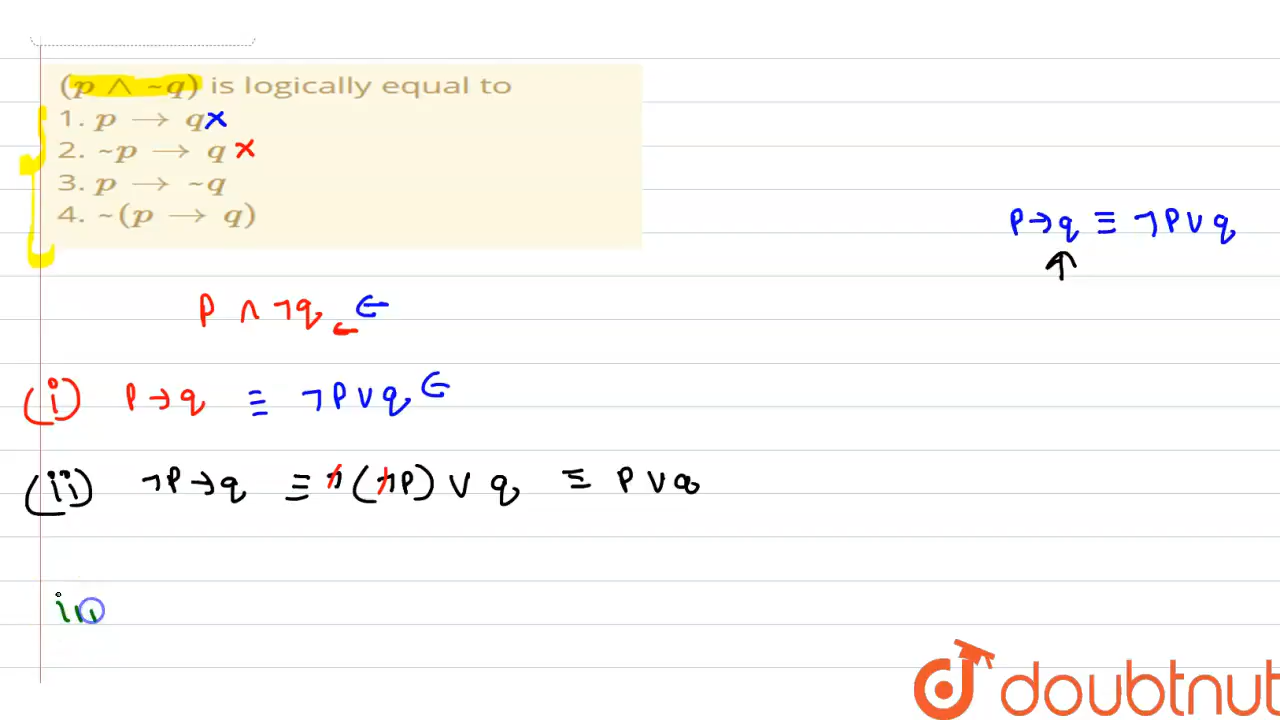 (p ∧ ~q) is logically equal to
1. p → q x
2. ~p → q x
3. p → ~q
4. ~(p → q)
p→q ≡ ¬p∨q
↑
p ∧ ¬q ←
(i) p→q ≡ ¬p∨q ←
(ii) ¬p→q ≡ ¬(¬p) ∨ q ≡ p∨q
doubtnut